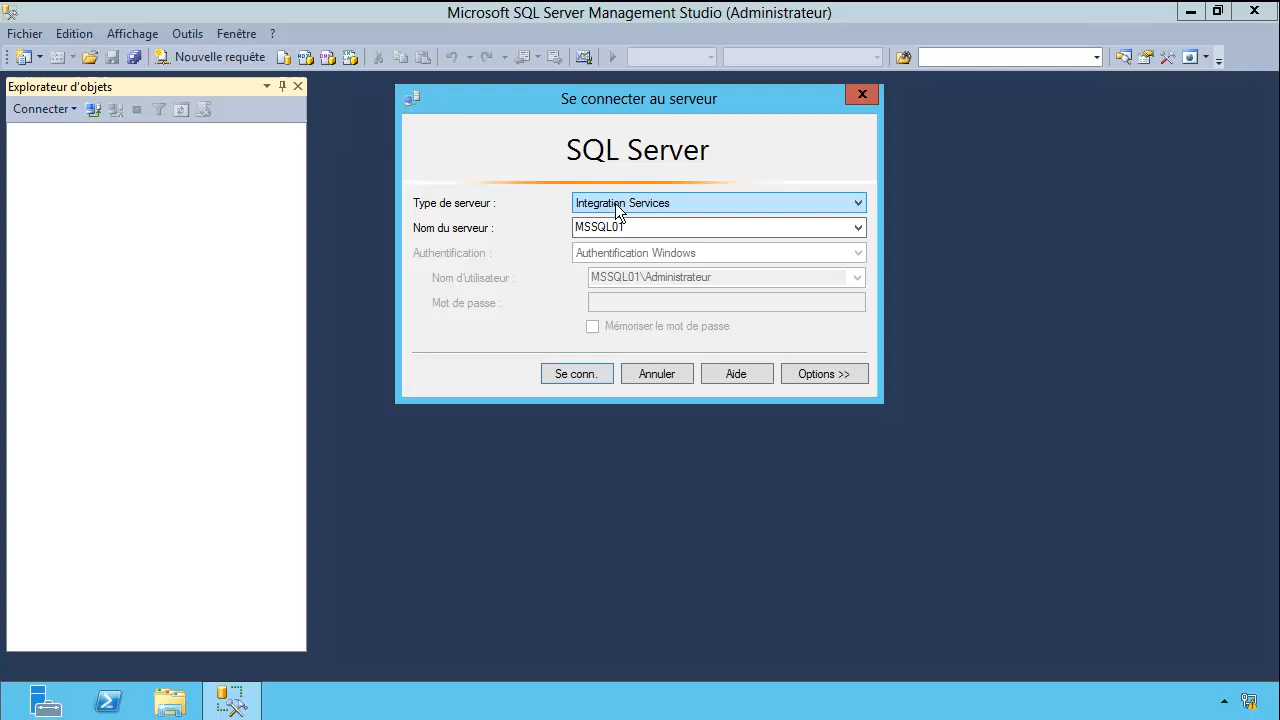 Microsoft SQL Server Management Studio (Administrateur)
Fichier Edition Affichage Outils Fenêtre ?
Nouvelle requête
Explorateur d'objets
Connecter
Se connecter au serveur
SQL Server
Type de serveur : Integration Services
Nom du serveur : MSSQL01
Authentification : Authentification Windows
Nom d'utilisateur : MSSQL01\Administrateur
Mot de passe :
Mémoriser le mot de passe
Se conn. Annuler Aide Options >>